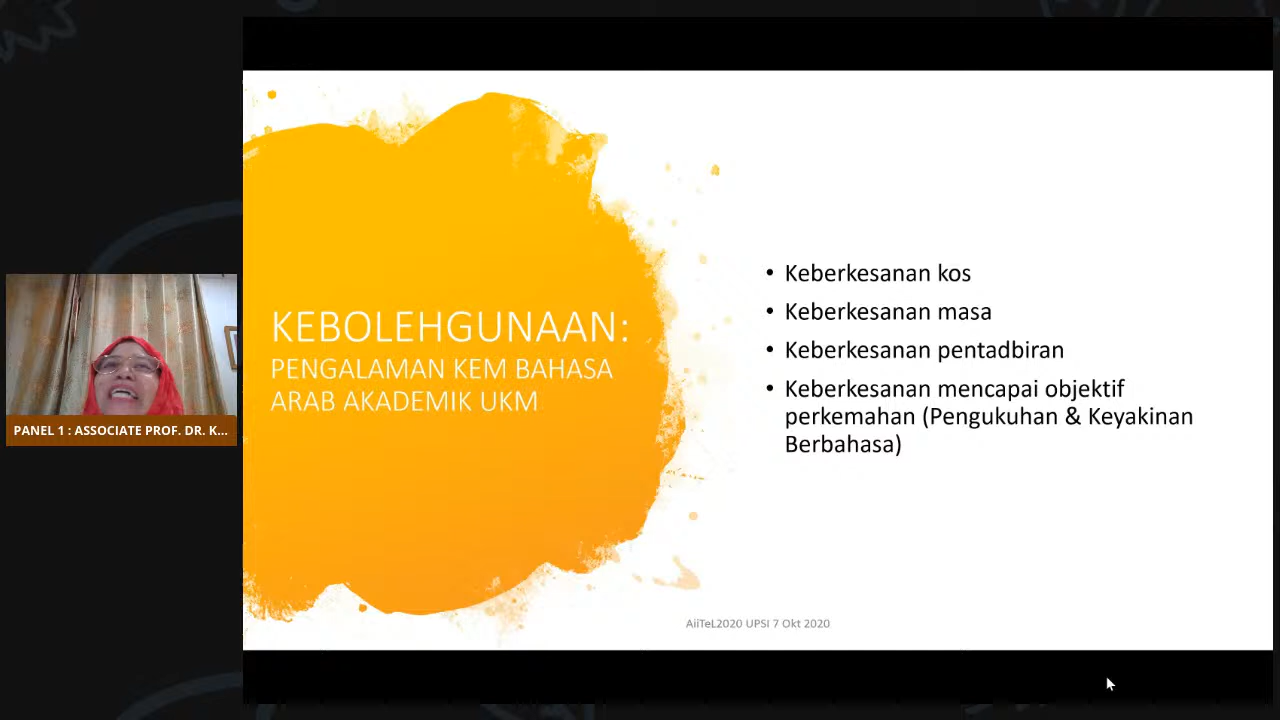 KEBOLEHGUNAAN:
PENGALAMAN KEM BAHASA
ARAB AKADEMIK UKM
• Keberkesanan kos
• Keberkesanan masa
• Keberkesanan pentadbiran
• Keberkesanan mencapai objektif
perkemahan (Pengukuhan & Keyakinan
Berbahasa)
AiiTeL2020 UPSI 7 Okt 2020
PANEL 1 : ASSOCIATE PROF. DR. K...